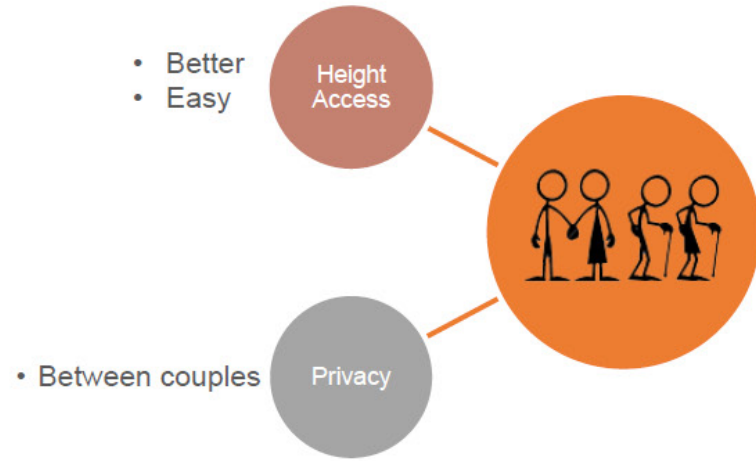 • Better
• Easy
Height
Access
• Between couples
Privacy